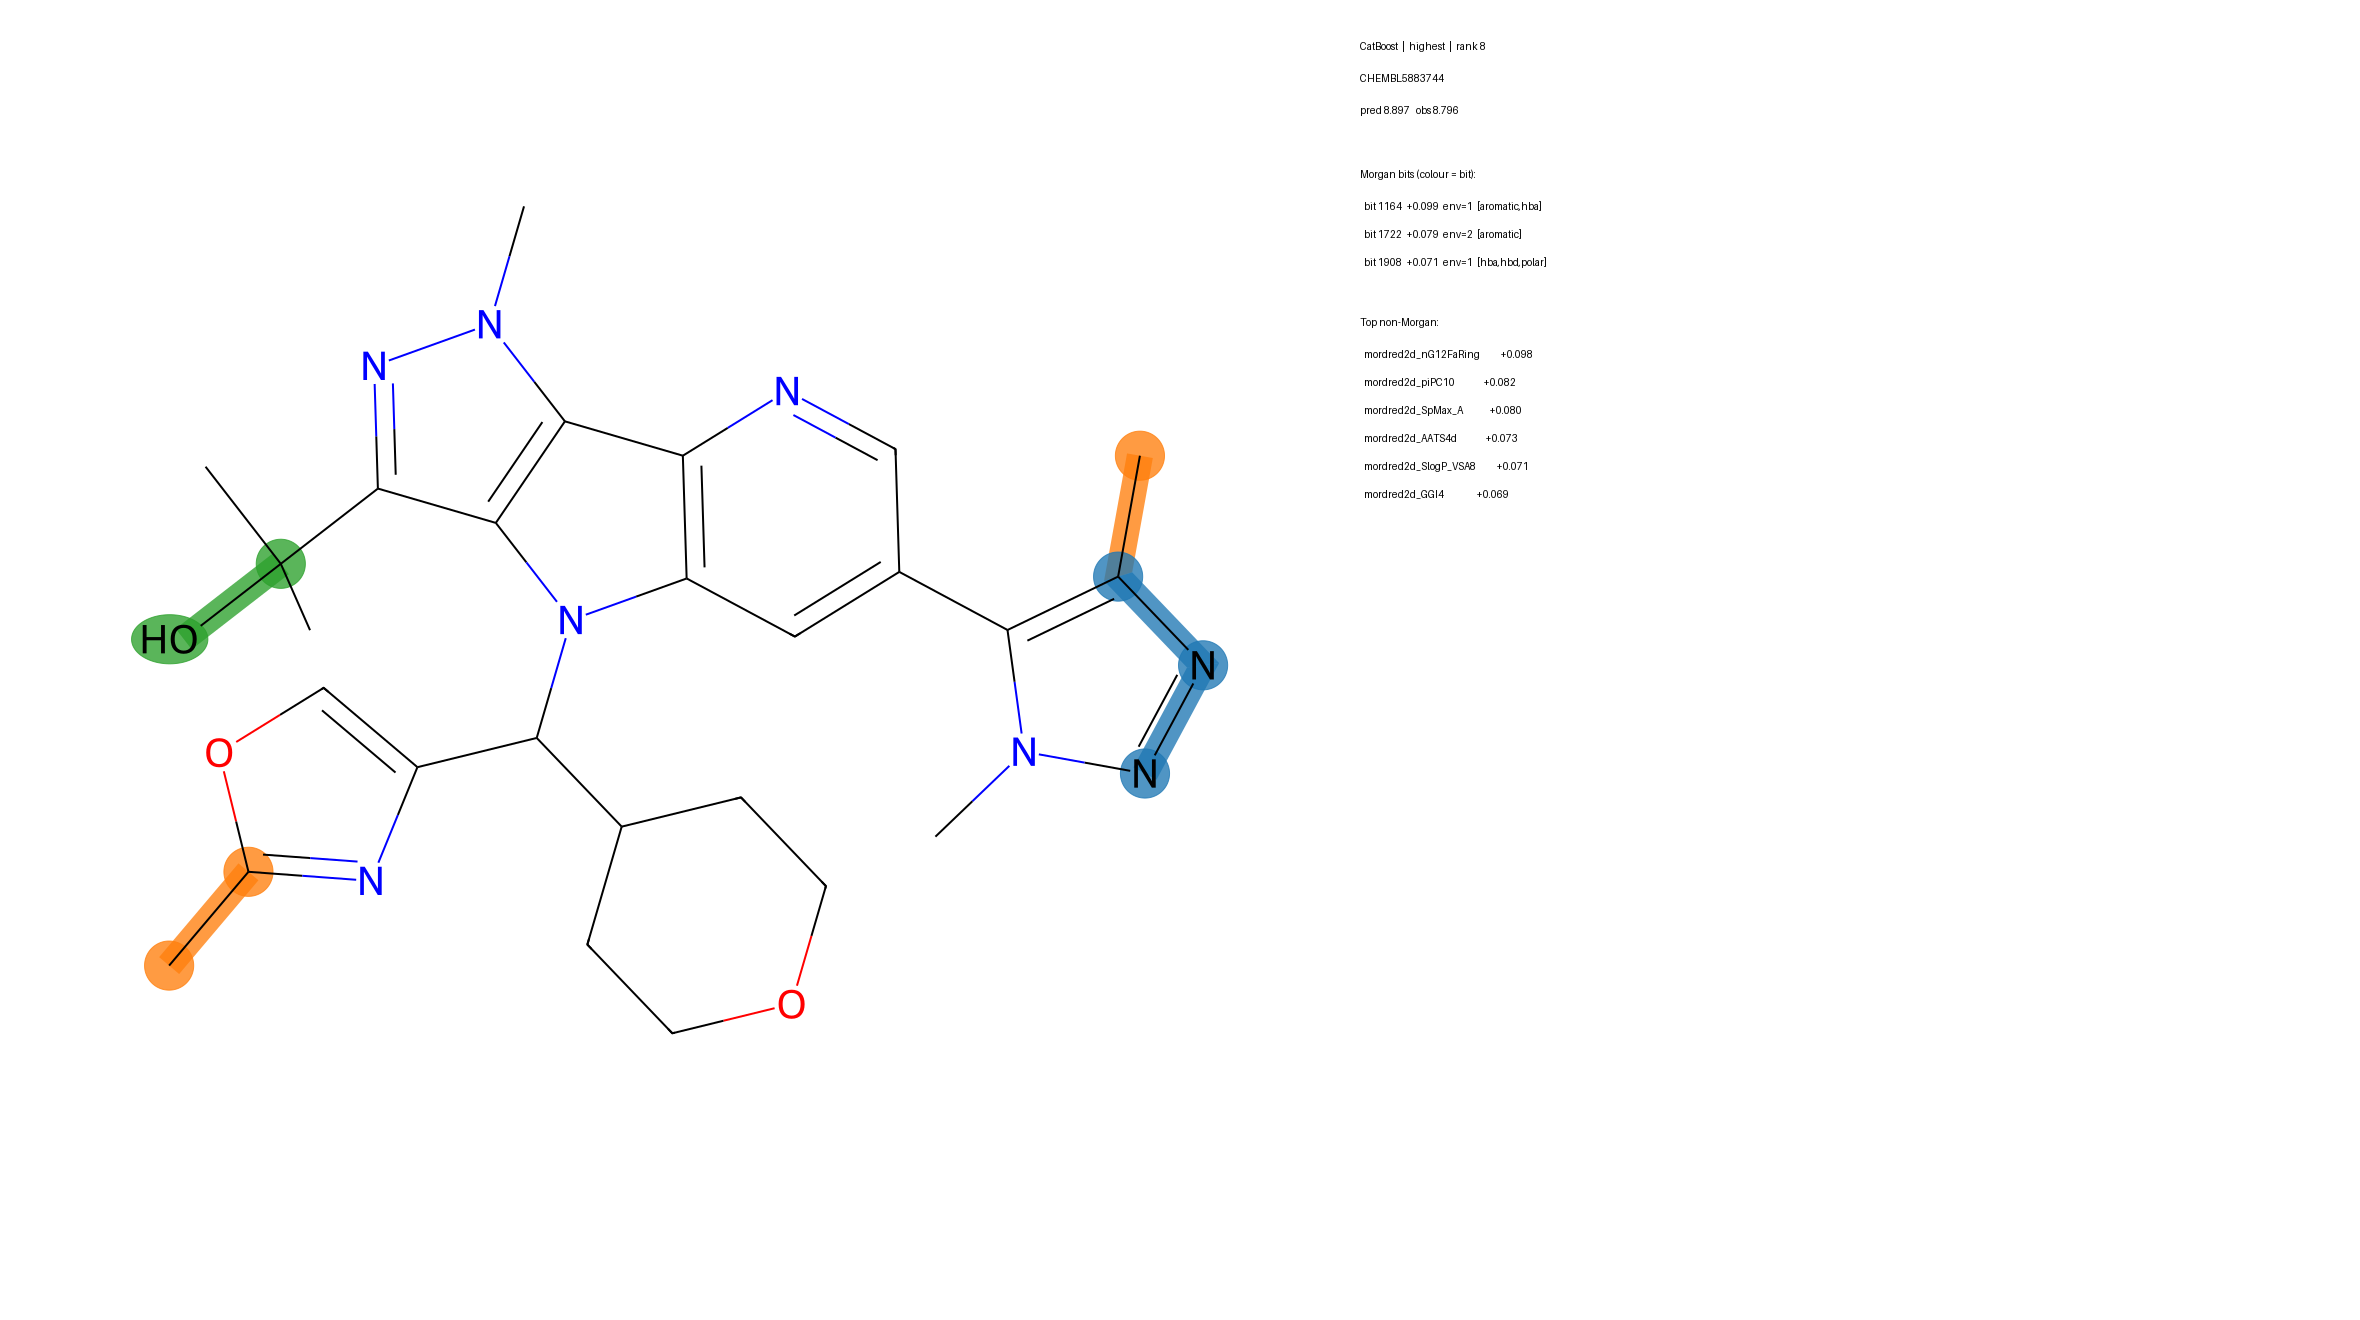 CatBoost | highest | rank 8
CHEMBL5883744
pred 8.897 obs 8.796
Morgan bits (colour = bit):
bit 1164 +0.099 env=1 [aromatic,hba]
bit 1722 +0.079 env=2 [aromatic]
bit 1908 +0.071 env=1 [hba,hbd,polar]
Top non-Morgan:
mordred2d_nG12FaRing +0.098
mordred2d_piPC10 +0.082
mordred2d_SpMax_A +0.080
mordred2d_AATS4d +0.073
mordred2d_SlogP_VSA8 +0.071
mordred2d_GGI4 +0.069
N
N
N
N
HO
N
N
N
O
N
O